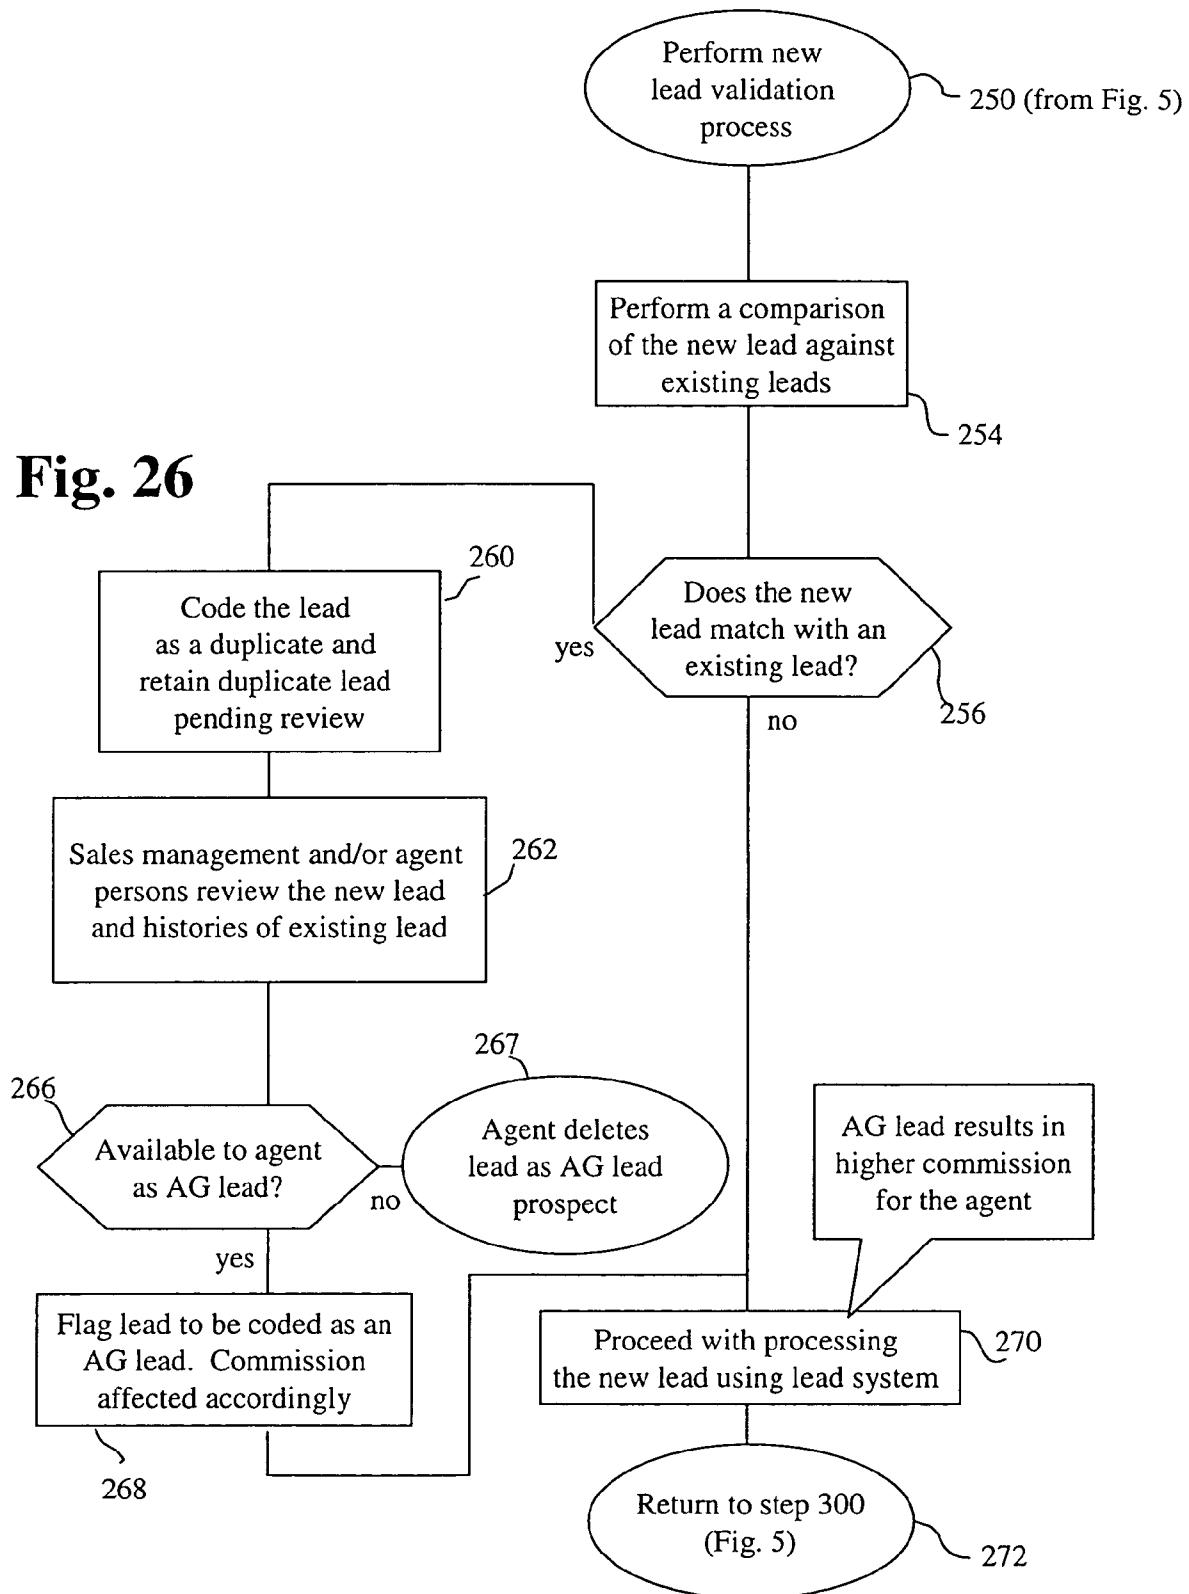 Perform new
lead validation
process
250 (from Fig. 5)
Perform a comparison
of the new lead against
existing leads
254
Fig. 26
Does the new
lead match with an
existing lead?
256
yes
no
260
Code the lead
as a duplicate and
retain duplicate lead
pending review
262
Sales management and/or agent
persons review the new lead
and histories of existing lead
266
Available to agent
as AG lead?
no
yes
267
Agent deletes
lead as AG lead
prospect
AG lead results in
higher commission
for the agent
Flag lead to be coded as an
AG lead. Commission
affected accordingly
268
Proceed with processing
the new lead using lead system
270
Return to step 300
(Fig. 5)
272